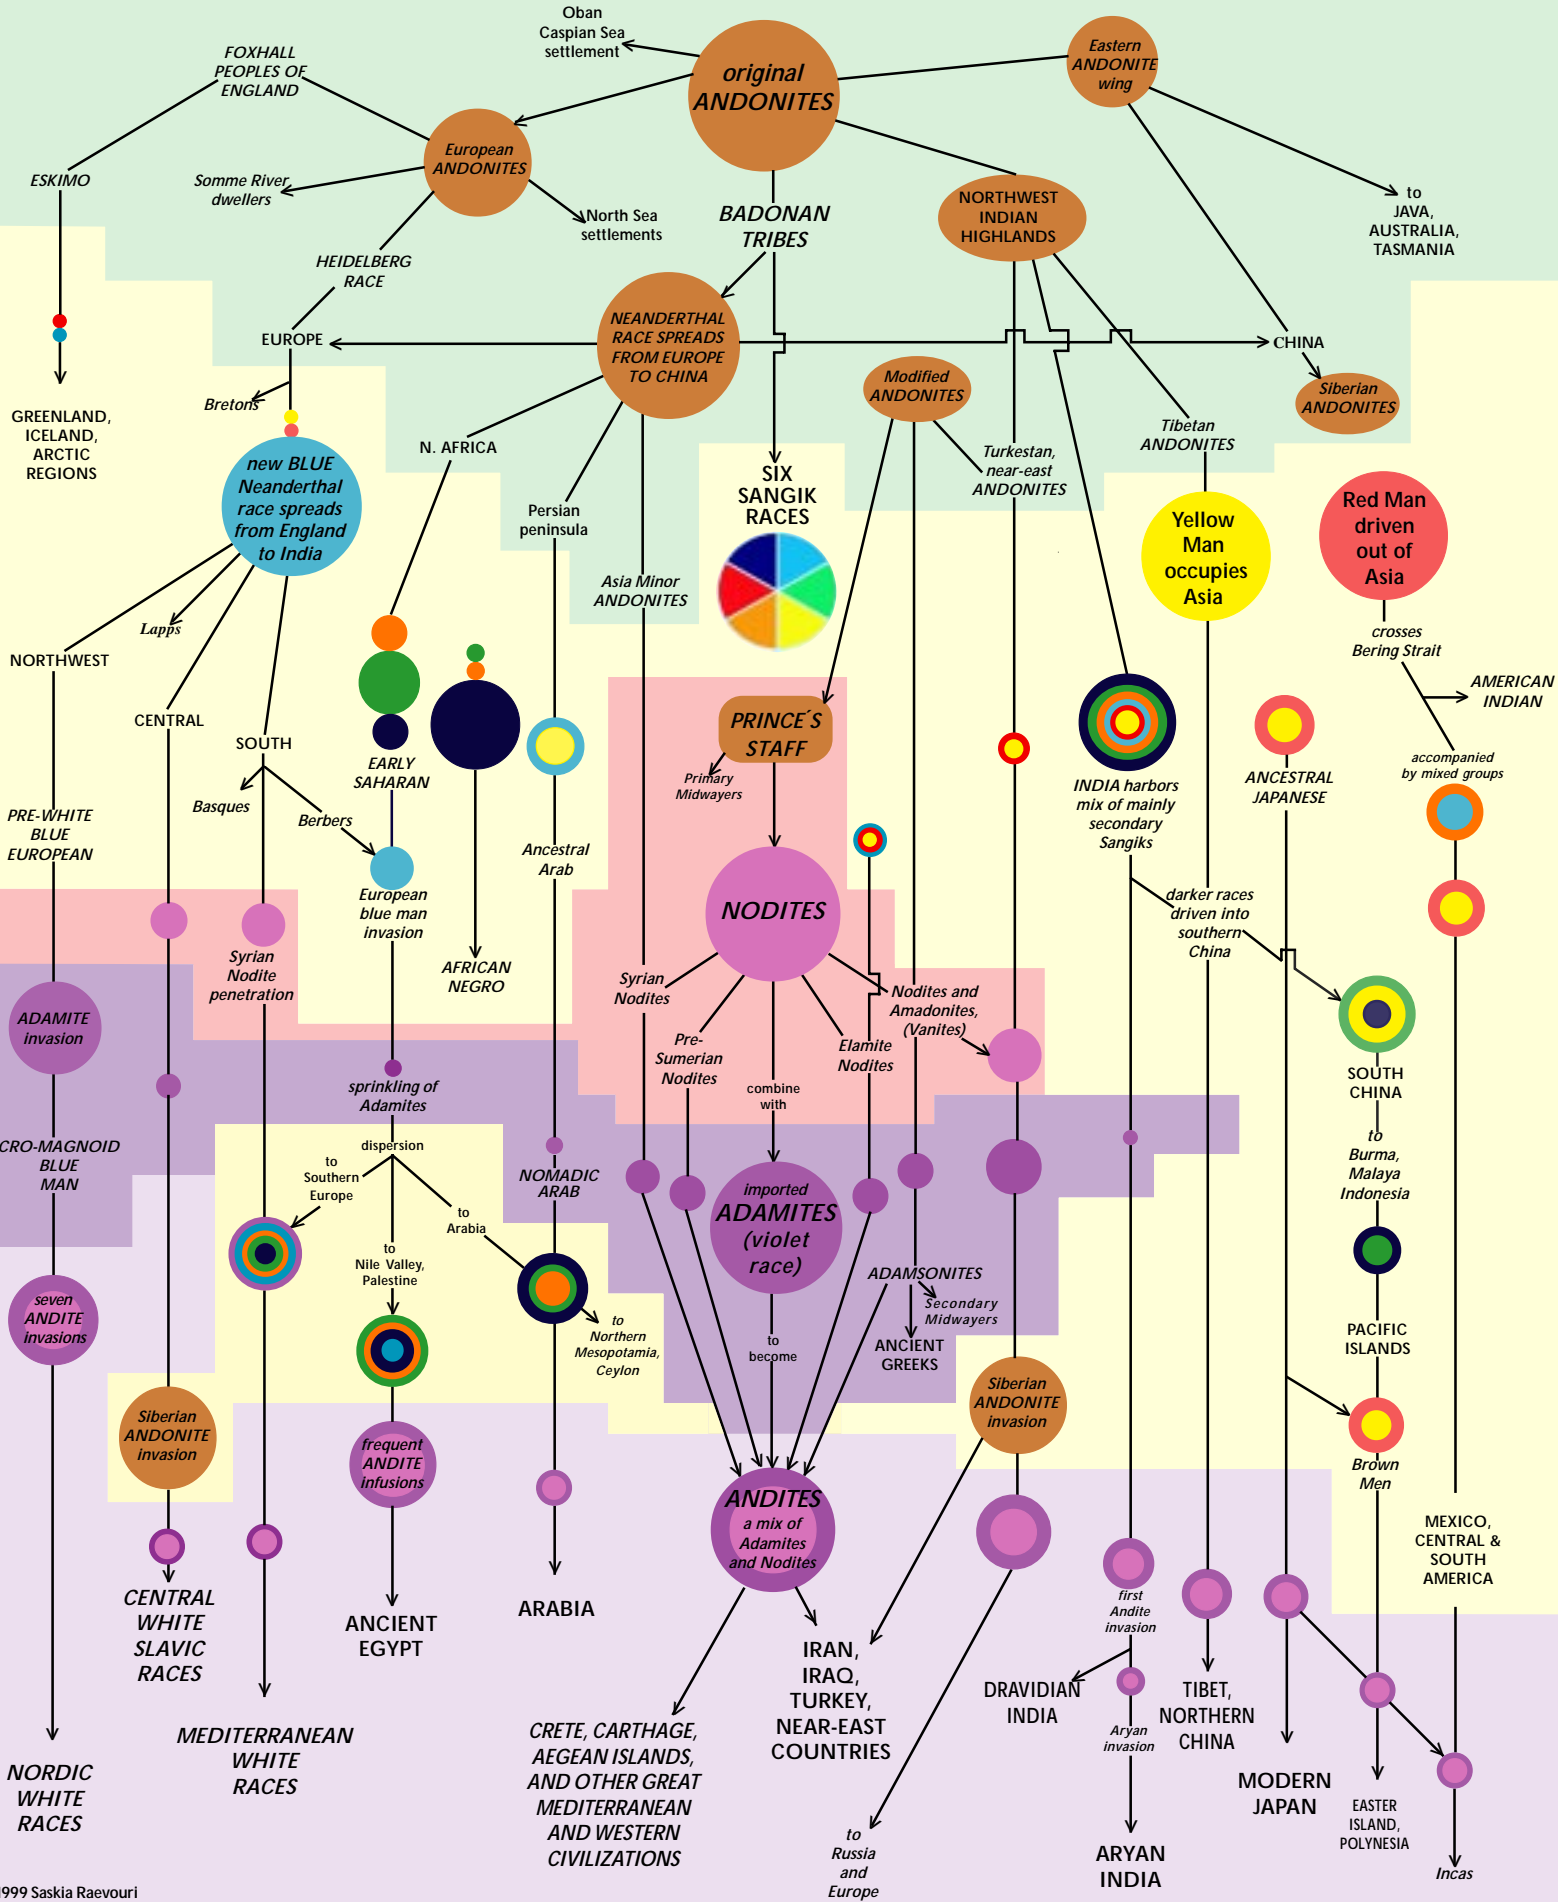 Oban
Caspian Sea
settlement
FOXHALL
PEOPLES OF
ENGLAND
original
ANDONITES
Eastern
ANDONITE
wing
European
ANDONITES
ESKIMO
Somme River
dwellers
North Sea
settlements
BADONAN
TRIBES
NORTHWEST
INDIAN
HIGHLANDS
to
JAVA,
AUSTRALIA,
TASMANIA
HEIDELBERG
RACE
EUROPE
NEANDERTHAL
RACE SPREADS
FROM EUROPE
TO CHINA
CHINA
Modified
ANDONITES
Siberian
ANDONITES
Bretons
GREENLAND,
ICELAND,
ARCTIC
REGIONS
new BLUE
Neanderthal
race spreads
from England
to India
N. AFRICA
Turkestan,
near-east
ANDONITES
Tibetan
ANDONITES
SIX
SANGIK
RACES
Persian
peninsula
Yellow
Man
occupies
Asia
Red Man
driven
out of
Asia
Asia Minor
ANDONITES
Lapps
NORTHWEST
crosses
Bering Strait
AMERICAN
INDIAN
CENTRAL
SOUTH
EARLY
SAHARAN
PRINCE´S
STAFF
Primary
Midwayers
INDIA harbors
mix of mainly
secondary
Sangiks
ANCESTRAL
JAPANESE
accompanied
by mixed groups
Basques
Berbers
PRE-WHITE
BLUE
EUROPEAN
Ancestral
Arab
European
blue man
invasion
NODITES
darker races
driven into
southern
China
Syrian
Nodite
penetration
AFRICAN
NEGRO
Syrian
Nodites
Nodites and
Amadonites,
(Vanites)
ADAMITE
invasion
Pre-
Sumerian
Nodites
Elamite
Nodites
combine
with
SOUTH
CHINA
sprinkling of
Adamites
CRO-MAGNOID
BLUE
MAN
dispersion
to
Southern
Europe
NOMADIC
ARAB
imported
ADAMITES
(violet
race)
to
Burma,
Malaya
Indonesia
to
Arabia
to
Nile Valley,
Palestine
ADAMSONITES
Secondary
Midwayers
seven
ANDITE
invasions
to
Northern
Mesopotamia,
Ceylon
to
become
ANCIENT
GREEKS
PACIFIC
ISLANDS
Siberian
ANDONITE
invasion
Siberian
ANDONITE
invasion
frequent
ANDITE
infusions
Brown
Men
ANDITES
a mix of
Adamites
and Nodites
MEXICO,
CENTRAL &
SOUTH
AMERICA
CENTRAL
WHITE
SLAVIC
RACES
ANCIENT
EGYPT
ARABIA
first
Andite
invasion
IRAN,
IRAQ,
TURKEY,
NEAR-EAST
COUNTRIES
DRAVIDIAN
INDIA
TIBET,
NORTHERN
CHINA
MEDITERRANEAN
WHITE
RACES
CRETE, CARTHAGE,
AEGEAN ISLANDS,
AND OTHER GREAT
MEDITERRANEAN
AND WESTERN
CIVILIZATIONS
Aryan
invasion
NORDIC
WHITE
RACES
MODERN
JAPAN
EASTER
ISLAND,
POLYNESIA
to
Russia
and
Europe
ARYAN
INDIA
Incas
1999 Saskia Raevouri